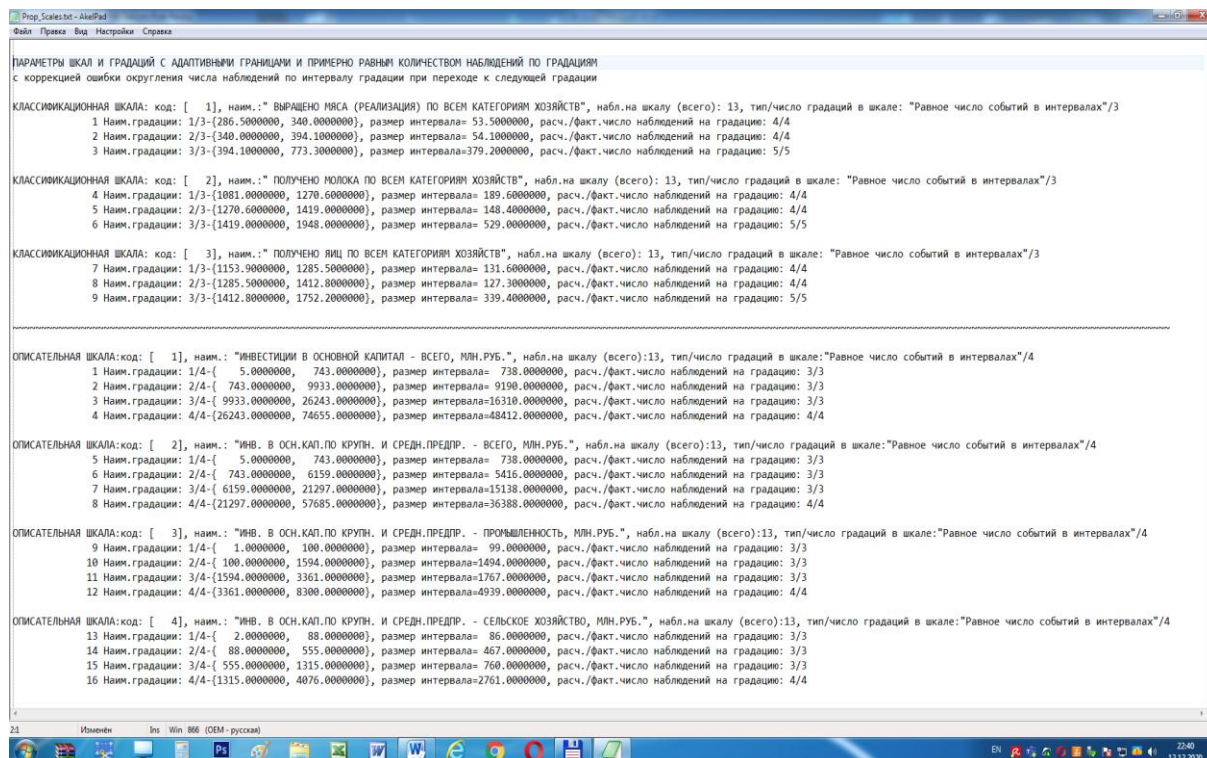 Prop_Scales.txt - AkelPad
Файл Правка Вид Настройки Справка
ПАРАМЕТРЫ ШКАЛ И ГРАДАЦИЙ С АДАПТИВНЫМИ ГРАНИЦАМИ И ПРИМЕРНО РАВНЫМ КОЛИЧЕСТВОМ НАБЛЮДЕНИЙ ПО ГРАДАЦИЯМ
с коррекцией ошибки округления числа наблюдений по интервалу градации при переходе к следующей градации
КЛАССИФИКАЦИОННАЯ ШКАЛА: код: [ 1], наим.:" ВЫРАЩЕНО МЯСА (РЕАЛИЗАЦИЯ) ПО ВСЕМ КАТЕГОРИЯМ ХОЗЯЙСТВ", набл.на шкалу (всего): 13, тип/число градаций в шкале: "Равное число событий в интервалах"/3
1 Наим.градации: 1/3-{286.5000000, 340.0000000}, размер интервала= 53.5000000, расч./факт.число наблюдений на градацию: 4/4
2 Наим.градации: 2/3-{340.0000000, 394.1000000}, размер интервала= 54.1000000, расч./факт.число наблюдений на градацию: 4/4
3 Наим.градации: 3/3-{394.1000000, 773.3000000}, размер интервала=379.2000000, расч./факт.число наблюдений на градацию: 5/5
КЛАССИФИКАЦИОННАЯ ШКАЛА: код: [ 2], наим.:" ПОЛУЧЕНО МОЛОКА ПО ВСЕМ КАТЕГОРИЯМ ХОЗЯЙСТВ", набл.на шкалу (всего): 13, тип/число градаций в шкале: "Равное число событий в интервалах"/3
4 Наим.градации: 1/3-{1081.0000000, 1270.6000000}, размер интервала= 189.6000000, расч./факт.число наблюдений на градацию: 4/4
5 Наим.градации: 2/3-{1270.6000000, 1419.0000000}, размер интервала= 148.4000000, расч./факт.число наблюдений на градацию: 4/4
6 Наим.градации: 3/3-{1419.0000000, 1948.0000000}, размер интервала= 529.0000000, расч./факт.число наблюдений на градацию: 5/5
КЛАССИФИКАЦИОННАЯ ШКАЛА: код: [ 3], наим.:" ПОЛУЧЕНО ЯИЦ ПО ВСЕМ КАТЕГОРИЯМ ХОЗЯЙСТВ", набл.на шкалу (всего): 13, тип/число градаций в шкале: "Равное число событий в интервалах"/3
7 Наим.градации: 1/3-{1153.9000000, 1285.5000000}, размер интервала= 131.6000000, расч./факт.число наблюдений на градацию: 4/4
8 Наим.градации: 2/3-{1285.5000000, 1412.8000000}, размер интервала= 127.3000000, расч./факт.число наблюдений на градацию: 4/4
9 Наим.градации: 3/3-{1412.8000000, 1752.2000000}, размер интервала= 339.4000000, расч./факт.число наблюдений на градацию: 5/5
ОПИСАТЕЛЬНАЯ ШКАЛА:код: [ 1], наим.: "ИНВЕСТИЦИИ В ОСНОВНОЙ КАПИТАЛ - ВСЕГО, МЛН.РУБ.", набл.на шкалу (всего):13, тип/число градаций в шкале:"Равное число событий в интервалах"/4
1 Наим.градации: 1/4-{ 5.0000000, 743.0000000}, размер интервала= 738.0000000, расч./факт.число наблюдений на градацию: 3/3
2 Наим.градации: 2/4-{ 743.0000000, 9933.0000000}, размер интервала= 9190.0000000, расч./факт.число наблюдений на градацию: 3/3
3 Наим.градации: 3/4-{ 9933.0000000, 26243.0000000}, размер интервала=16310.0000000, расч./факт.число наблюдений на градацию: 3/3
4 Наим.градации: 4/4-{26243.0000000, 74655.0000000}, размер интервала=48412.0000000, расч./факт.число наблюдений на градацию: 4/4
ОПИСАТЕЛЬНАЯ ШКАЛА:код: [ 2], наим.: "ИНВ. В ОСН.КАП.ПО КРУПН. И СРЕДН.ПРЕДПР. - ВСЕГО, МЛН.РУБ.", набл.на шкалу (всего):13, тип/число градаций в шкале:"Равное число событий в интервалах"/4
5 Наим.градации: 1/4-{ 5.0000000, 743.0000000}, размер интервала= 738.0000000, расч./факт.число наблюдений на градацию: 3/3
6 Наим.градации: 2/4-{ 743.0000000, 6159.0000000}, размер интервала= 5416.0000000, расч./факт.число наблюдений на градацию: 3/3
7 Наим.градации: 3/4-{ 6159.0000000, 21297.0000000}, размер интервала=15138.0000000, расч./факт.число наблюдений на градацию: 3/3
8 Наим.градации: 4/4-{21297.0000000, 57685.0000000}, размер интервала=36388.0000000, расч./факт.число наблюдений на градацию: 4/4
ОПИСАТЕЛЬНАЯ ШКАЛА:код: [ 3], наим.: "ИНВ. В ОСН.КАП.ПО КРУПН. И СРЕДН.ПРЕДПР. - ПРОМЫШЛЕННОСТЬ, МЛН.РУБ.", набл.на шкалу (всего):13, тип/число градаций в шкале:"Равное число событий в интервалах"/4
9 Наим.градации: 1/4-{ 1.0000000, 100.0000000}, размер интервала= 99.0000000, расч./факт.число наблюдений на градацию: 3/3
10 Наим.градации: 2/4-{ 100.0000000, 1594.0000000}, размер интервала=1494.0000000, расч./факт.число наблюдений на градацию: 3/3
11 Наим.градации: 3/4-{1594.0000000, 3361.0000000}, размер интервала=1767.0000000, расч./факт.число наблюдений на градацию: 3/3
12 Наим.градации: 4/4-{3361.0000000, 8300.0000000}, размер интервала=4939.0000000, расч./факт.число наблюдений на градацию: 4/4
ОПИСАТЕЛЬНАЯ ШКАЛА:код: [ 4], наим.: "ИНВ. В ОСН.КАП.ПО КРУПН. И СРЕДН.ПРЕДПР. - СЕЛЬСКОЕ ХОЗЯЙСТВО, МЛН.РУБ.", набл.на шкалу (всего):13, тип/число градаций в шкале:"Равное число событий в интервалах"/4
13 Наим.градации: 1/4-{ 2.0000000, 88.0000000}, размер интервала= 86.0000000, расч./факт.число наблюдений на градацию: 3/3
14 Наим.градации: 2/4-{ 88.0000000, 555.0000000}, размер интервала= 467.0000000, расч./факт.число наблюдений на градацию: 3/3
15 Наим.градации: 3/4-{ 555.0000000, 1315.0000000}, размер интервала= 760.0000000, расч./факт.число наблюдений на градацию: 3/3
16 Наим.градации: 4/4-{1315.0000000, 4076.0000000}, размер интервала=2761.0000000, расч./факт.число наблюдений на градацию: 4/4
2:1 Изменён Ins Win 866 (OEM - русская)
Ps
EN 22:40
12.12.2020